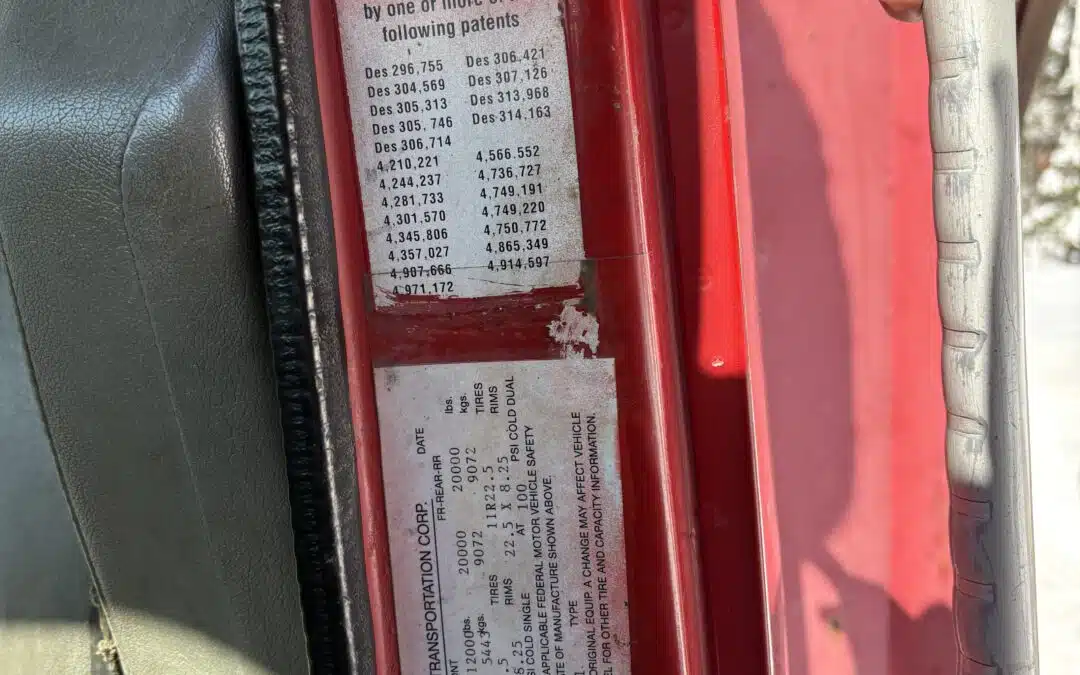 by one or more of
following patents
Des 296,755 Des 306.421
Des 304,569 Des 307,126
Des 305,313 Des 313,968
Des 305, 746 Des 314,163
Des 306,714
4,210,221 4,566.552
4,244,237 4,736,727
4,281,733 4,749,191
4,301,570 4,749,220
4,345,806 4,750,772
4,357,027 4,865,349
4,907,666 4,914,597
4,971,172
TRANSPORTATION CORP. DATE
FR-REAR-RR
12000 lbs. 20000 20000 lbs.
5443 kgs. 9072 9072 kgs.
TIRES 11R22.5 TIRES
RIMS 22.5 X 8.25 RIMS
COLD SINGLE AT 100 PSI COLD DUAL
APPLICABLE FEDERAL MOTOR VEHICLE SAFETY
OF MANUFACTURE SHOWN ABOVE.
TYPE
ORIGINAL EQUIP. A CHANGE MAY AFFECT VEHICLE
FOR OTHER TIRE AND CAPACITY INFORMATION.